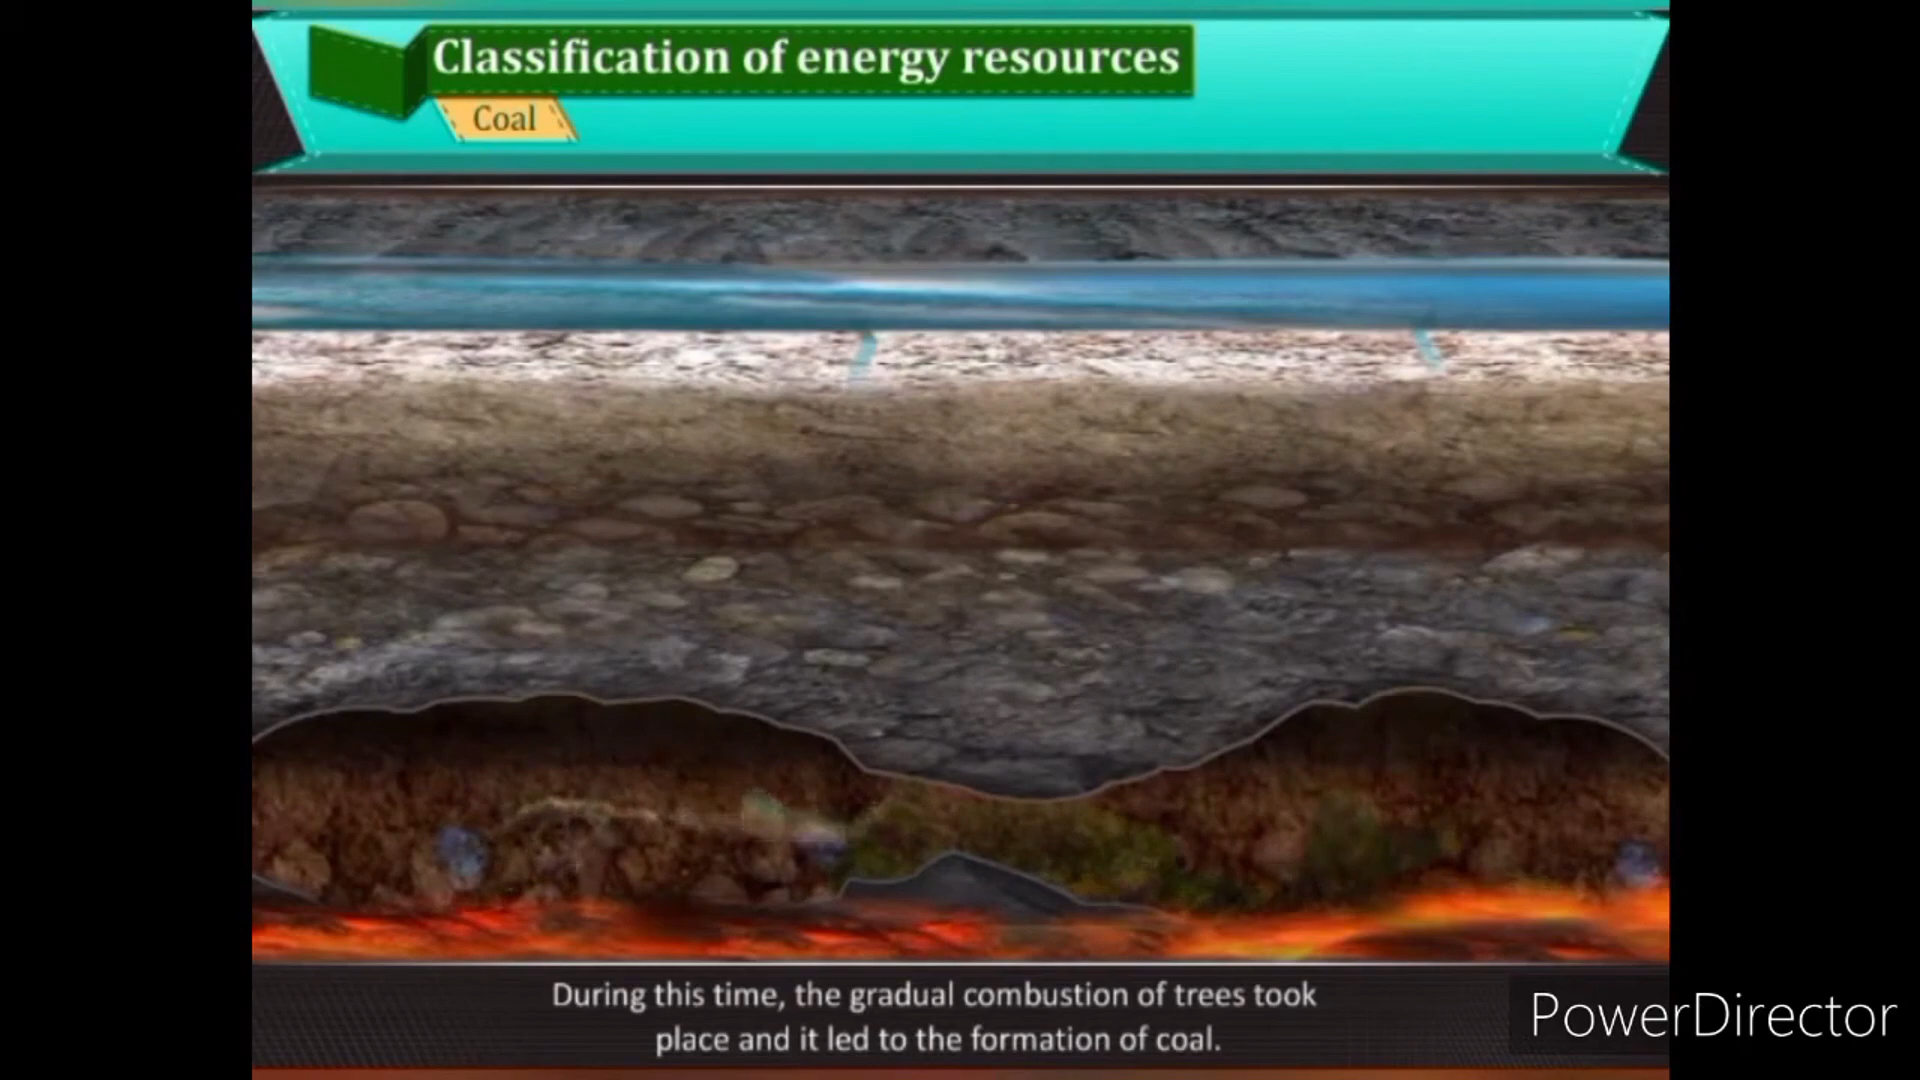 Classification of energy resources
Coal
During this time, the gradual combustion of trees took
place and it led to the formation of coal.
PowerDirector